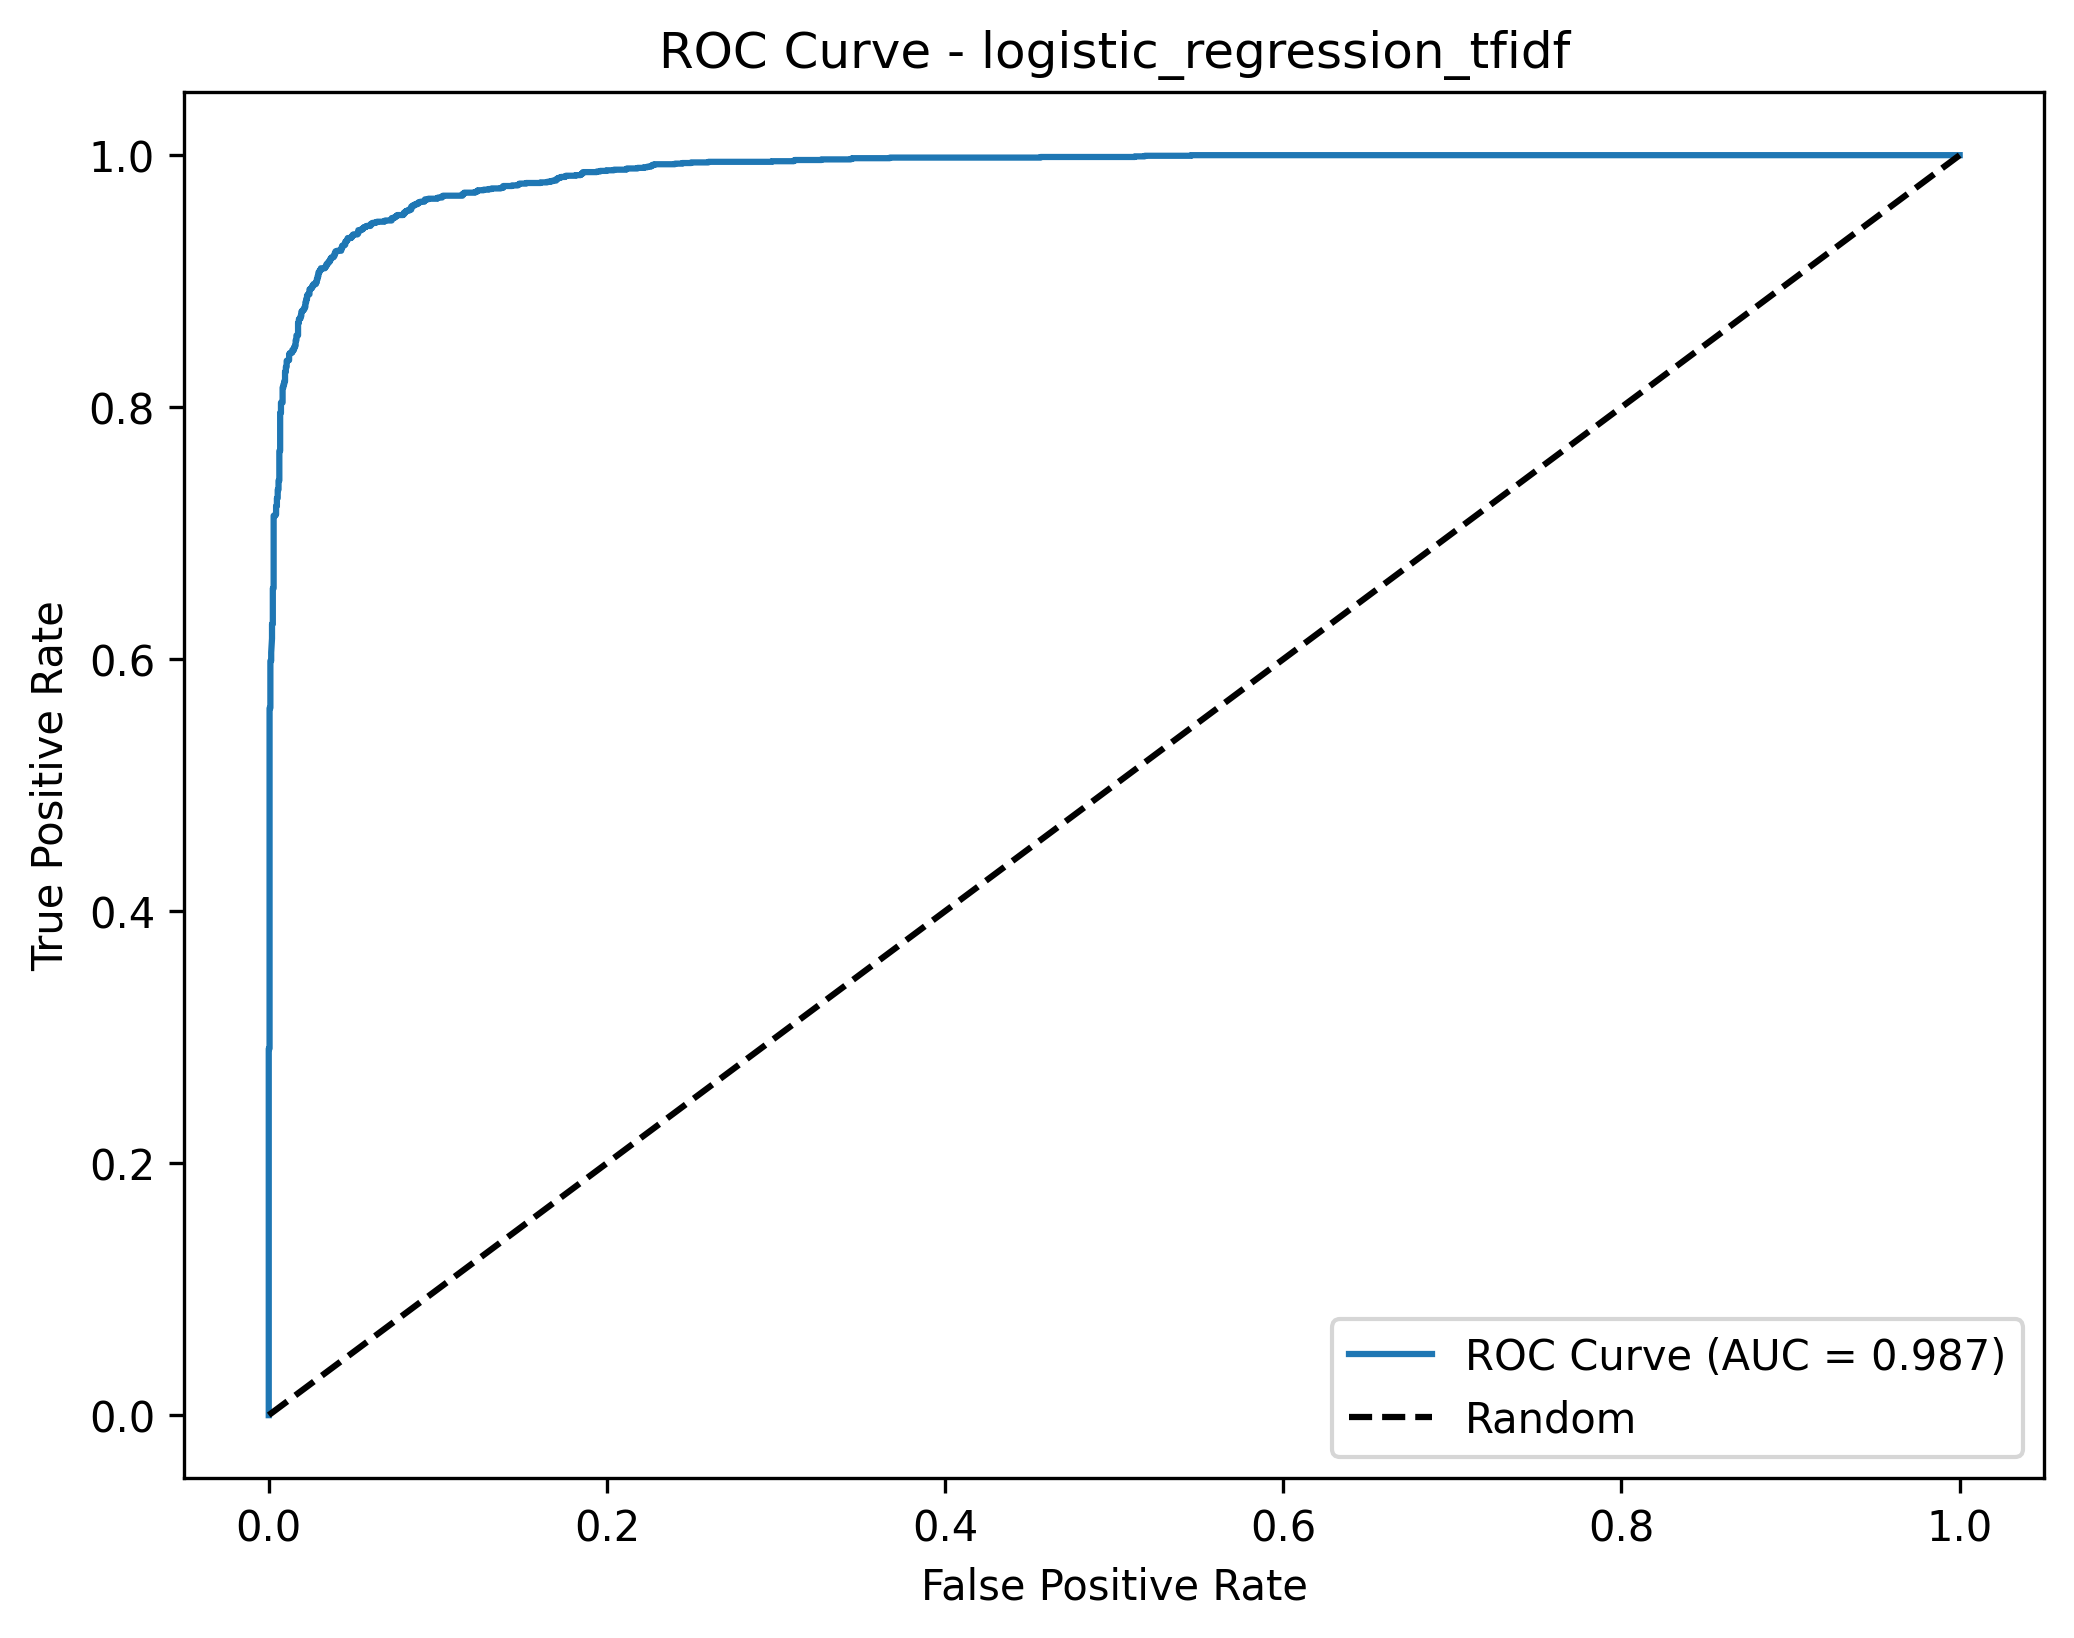 ROC Curve - logistic_regression_tfidf
1.0
0.8
0.6
0.4
0.2
0.0
True Positive Rate
ROC Curve (AUC = 0.987)
Random
0.0 0.2 0.4 0.6 0.8 1.0
False Positive Rate